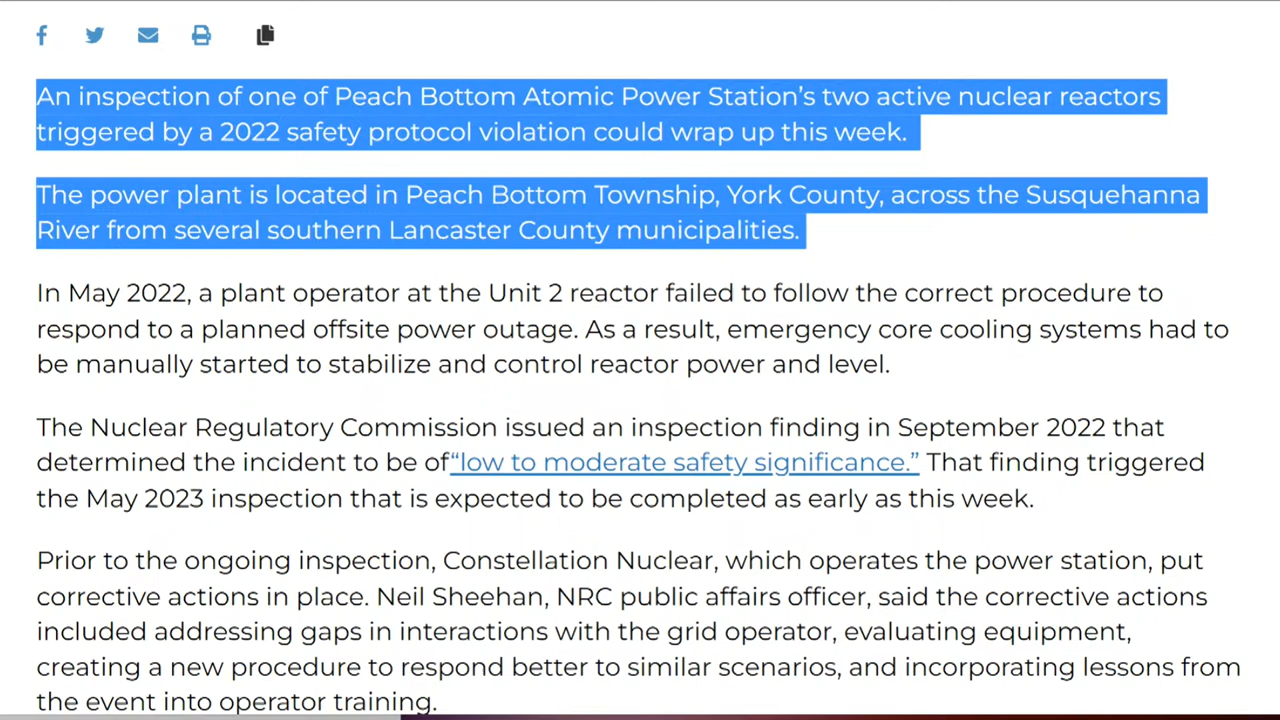 An inspection of one of Peach Bottom Atomic Power Station’s two active nuclear reactors
triggered by a 2022 safety protocol violation could wrap up this week.
The power plant is located in Peach Bottom Township, York County, across the Susquehanna
River from several southern Lancaster County municipalities.
In May 2022, a plant operator at the Unit 2 reactor failed to follow the correct procedure to
respond to a planned offsite power outage. As a result, emergency core cooling systems had to
be manually started to stabilize and control reactor power and level.
The Nuclear Regulatory Commission issued an inspection finding in September 2022 that
determined the incident to be of“low to moderate safety significance.” That finding triggered
the May 2023 inspection that is expected to be completed as early as this week.
Prior to the ongoing inspection, Constellation Nuclear, which operates the power station, put
corrective actions in place. Neil Sheehan, NRC public affairs officer, said the corrective actions
included addressing gaps in interactions with the grid operator, evaluating equipment,
creating a new procedure to respond better to similar scenarios, and incorporating lessons from
the event into operator training.